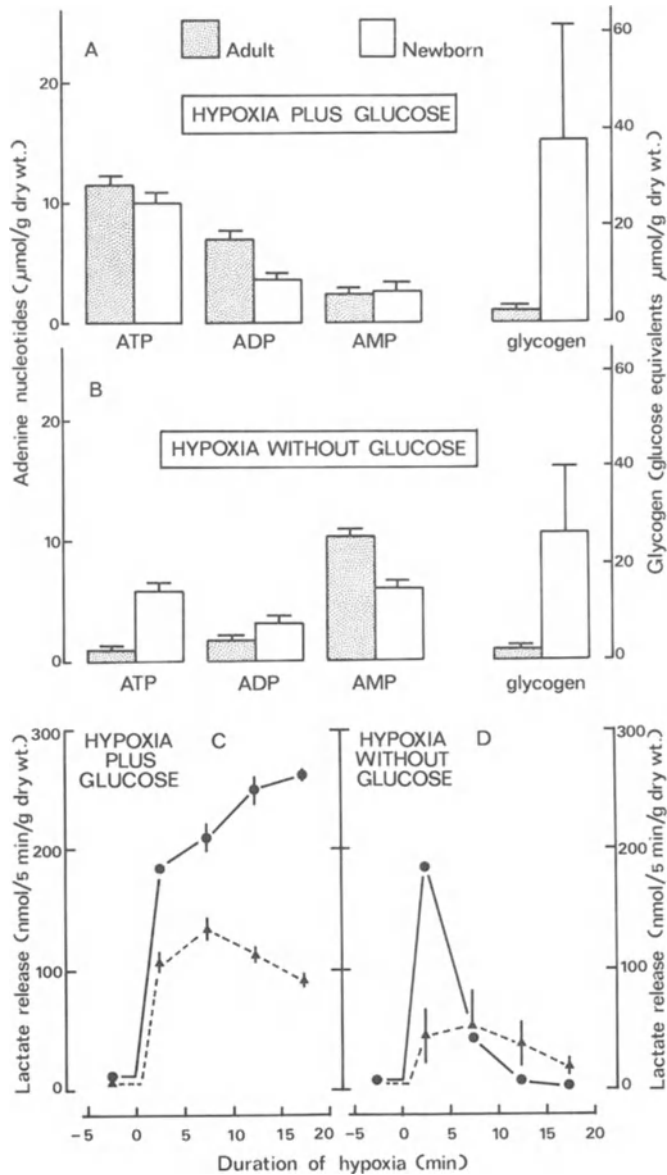 A
Adult
Newborn
HYPOXIA PLUS GLUCOSE
20
10
0
60
40
20
0
ATP
ADP
AMP
glycogen
Adenine nucleotides (µmol/g dry wt.)
Glycogen (glucose equivalents µmol/g dry wt.)
B
HYPOXIA WITHOUT GLUCOSE
20
10
0
60
40
20
0
ATP
ADP
AMP
glycogen
300
200
100
0
HYPOXIA
PLUS
GLUCOSE
C
HYPOXIA
WITHOUT
GLUCOSE
D
300
200
100
0
Lactate release (nmol/5 min/g dry wt.)
Lactate release (nmol/5 min/g dry wt.)
-5 0 5 10 15 20
-5 0 5 10 15 20
Duration of hypoxia (min)